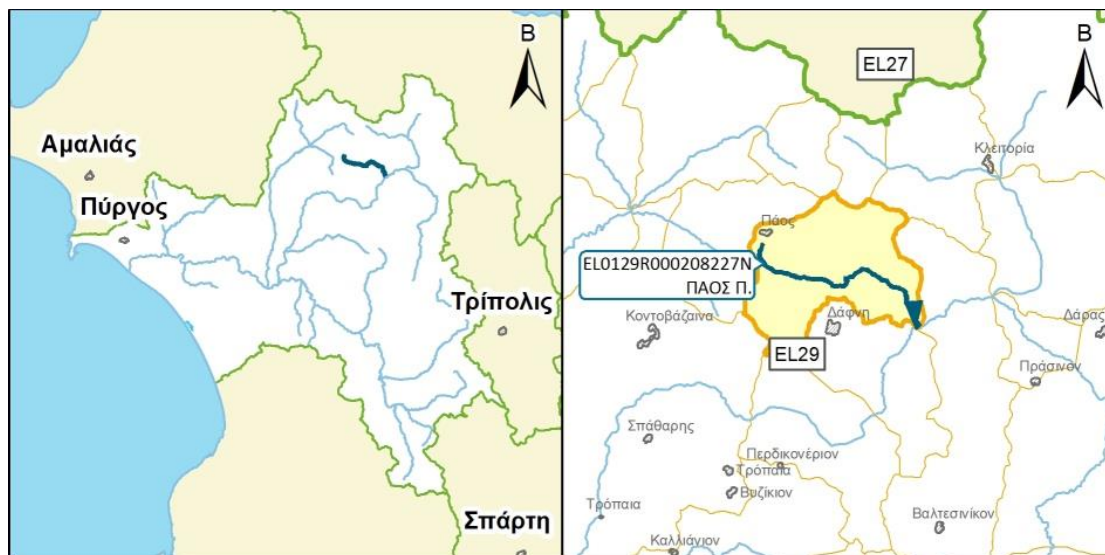 Β
Αμαλιάς
Πύργος
Τρίπολις
Σπάρτη
Β
EL27
Κλειτορία
Πάος
EL0129R000208227N
ΠΑΟΣ Π.
Κοντοβάζαινα
Δάφνη
Δάρας
EL29
Πράσινον
Σπάθαρης
Περδικονέριον
Τρόπαια
Βυζίκιον
Τρόπαια
Βαλτεσινίκον
Καλλιάνιον